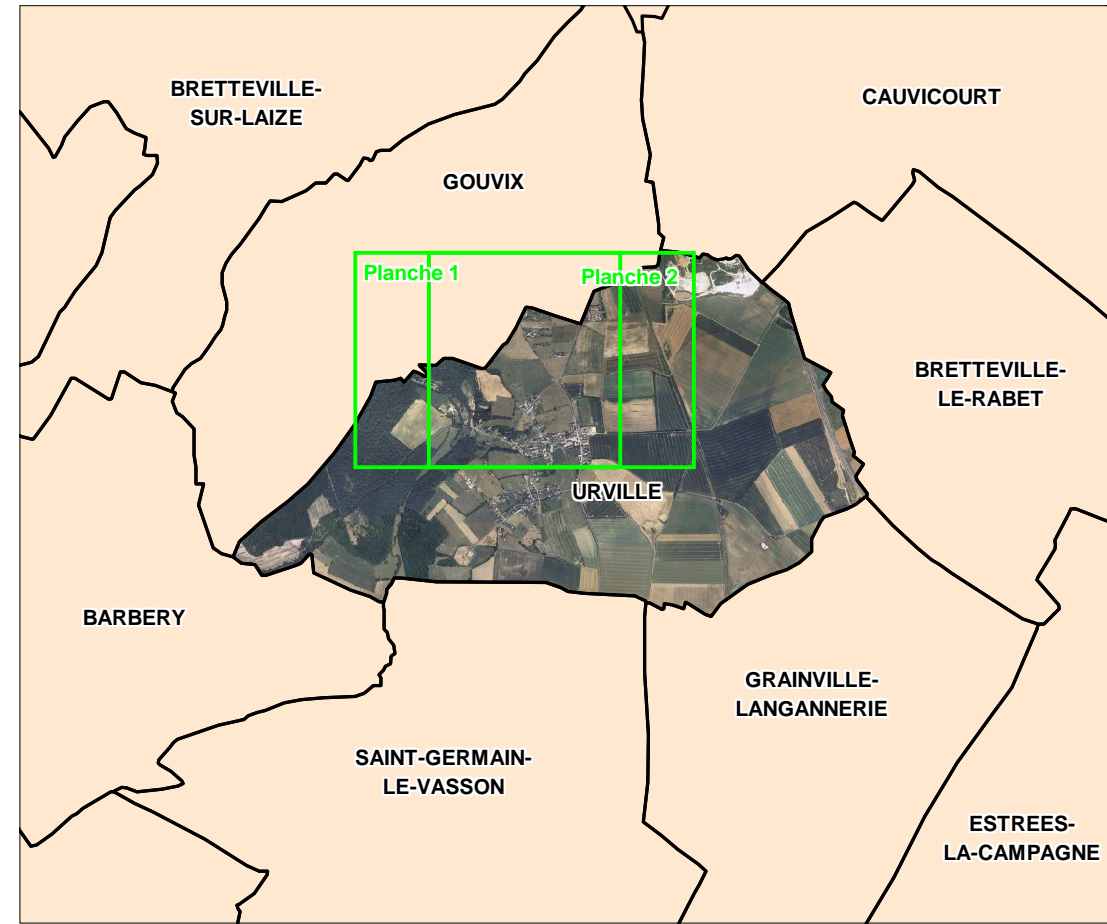 BRETTEVILLE-
SUR-LAIZE
CAUVICOURT
GOUVIX
Planche 1
Planche 2
BRETTEVILLE-
LE-RABET
URVILLE
BARBERY
GRAINVILLE-
LANGANNERIE
SAINT-GERMAIN-
LE-VASSON
ESTREES-
LA-CAMPAGNE